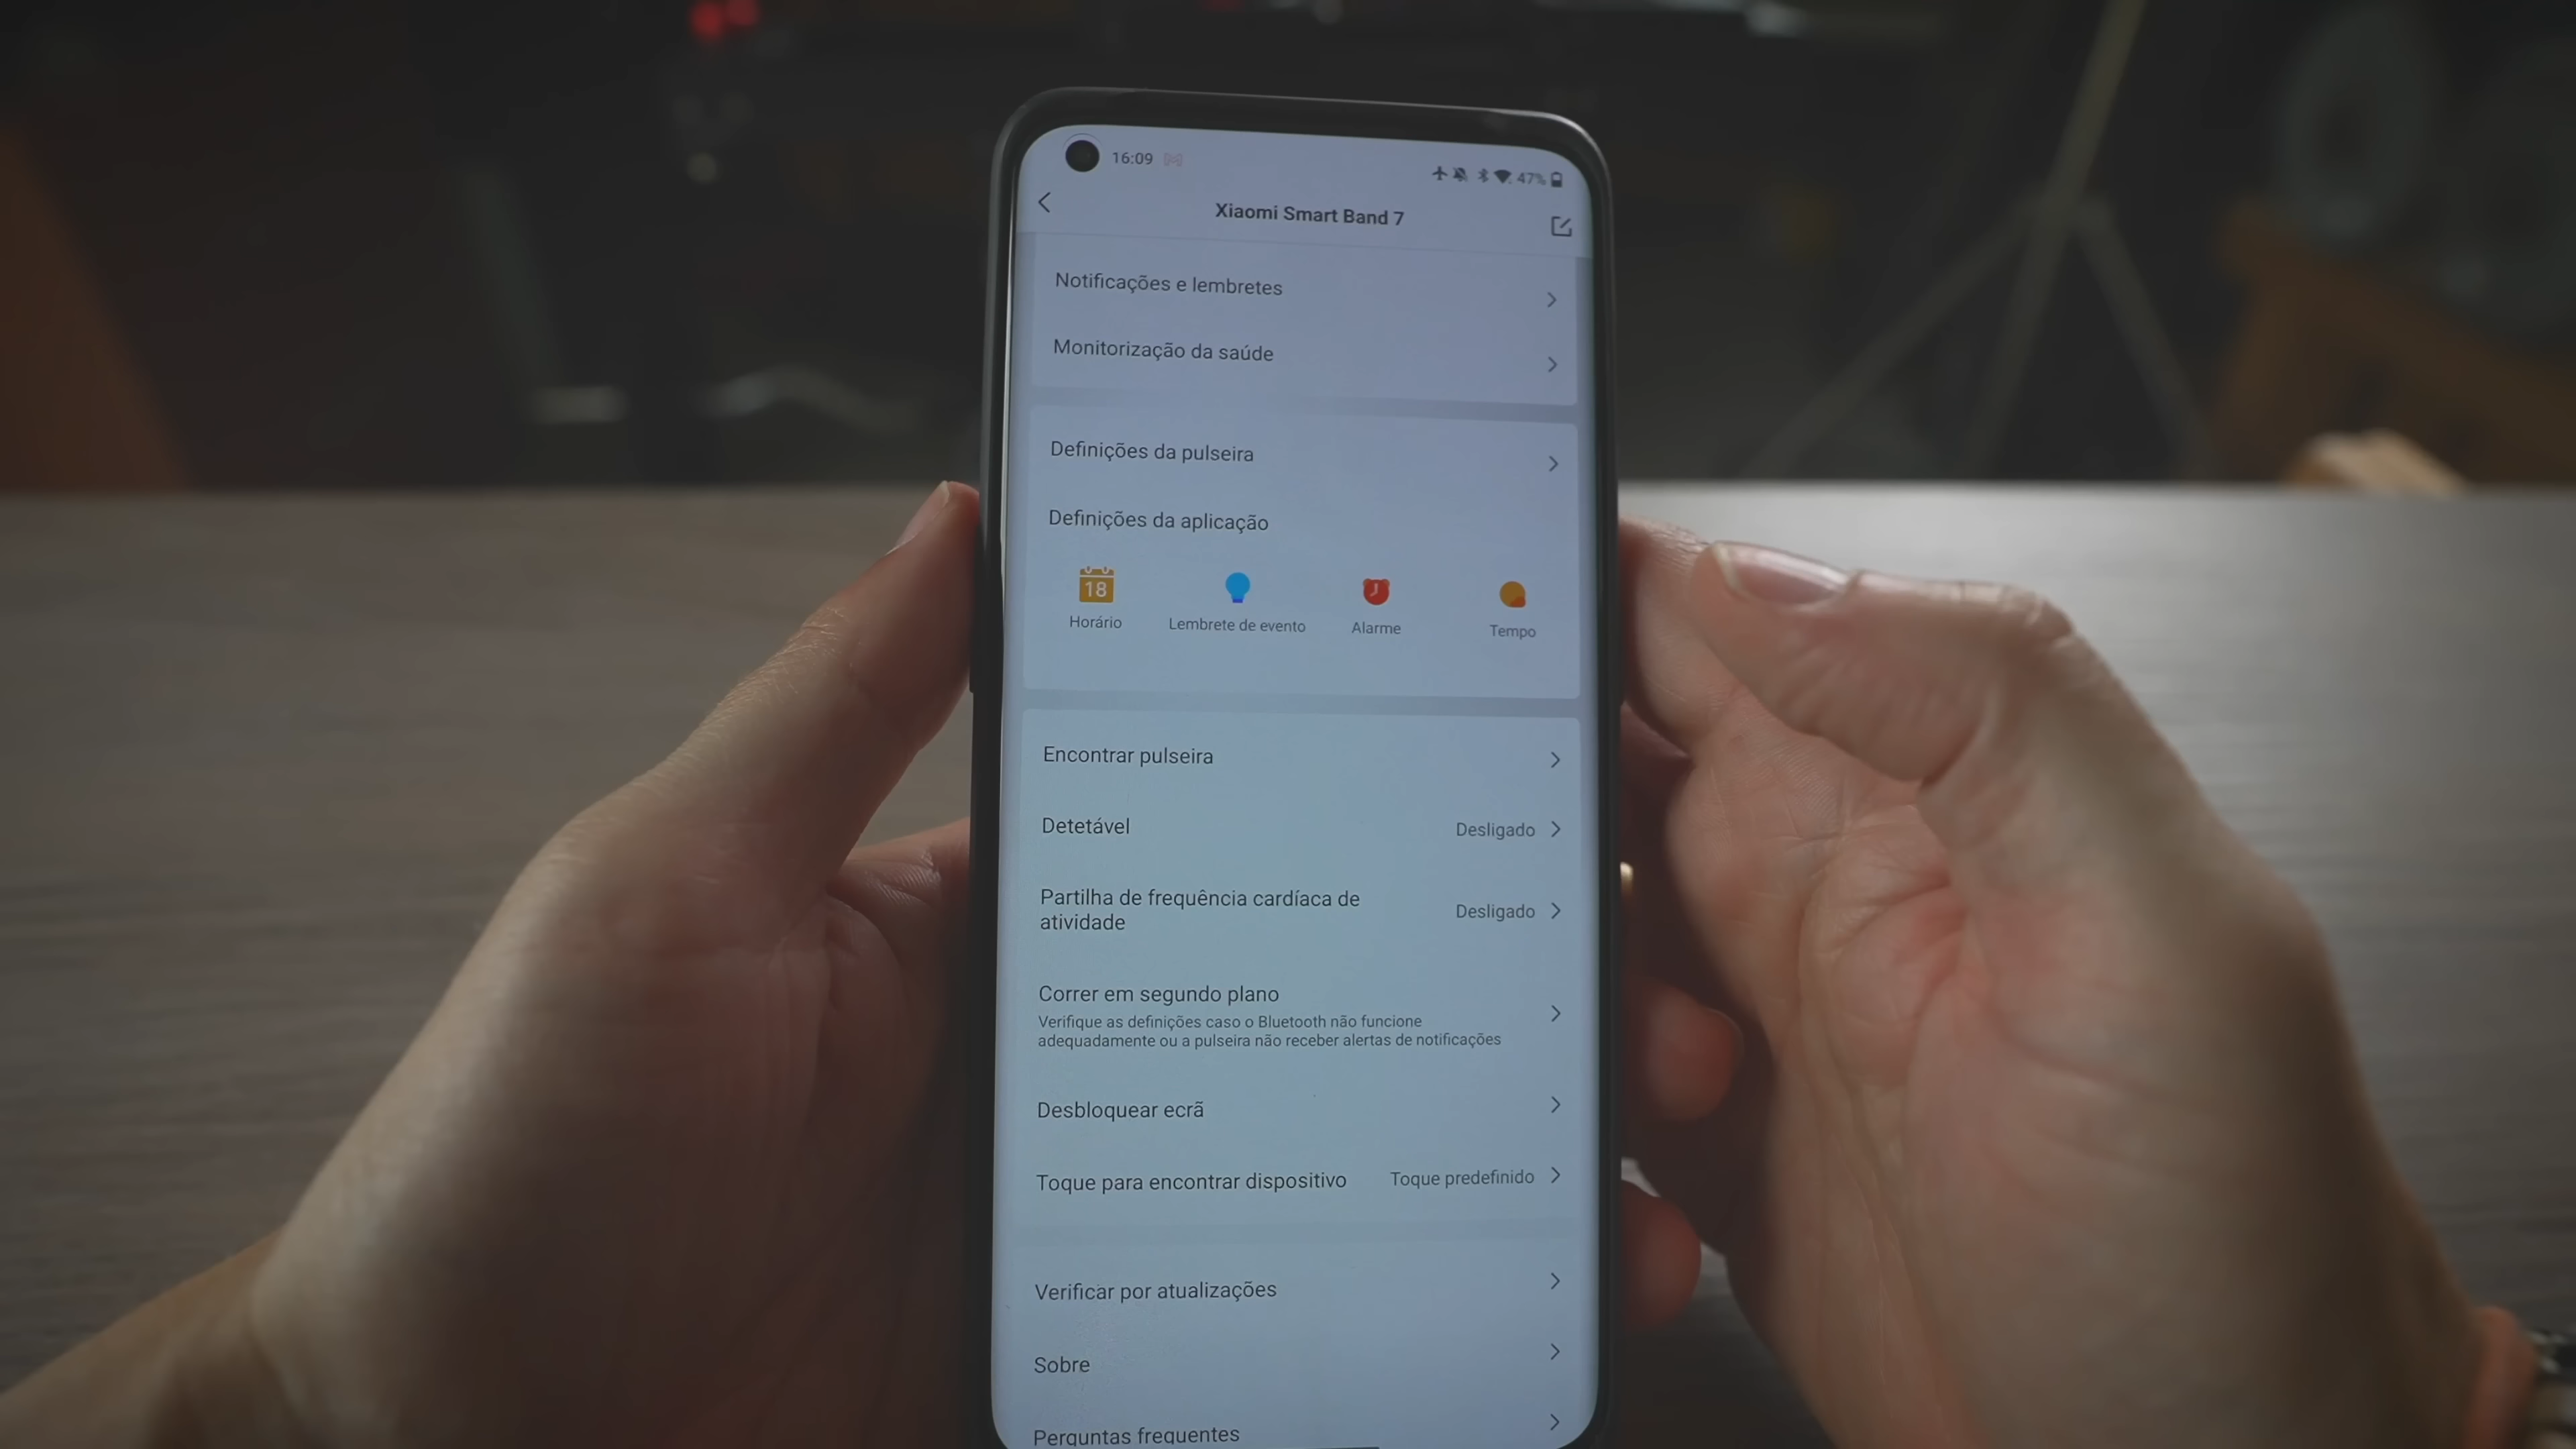 16:09
47%
Xiaomi Smart Band 7
Notificações e lembretes
Monitorização da saúde
Definições da pulseira
Definições da aplicação
18
Horário
Lembrete de evento
Alarme
Tempo
Encontrar pulseira
Detetável
Desligado
Partilha de frequência cardíaca de
atividade
Desligado
Correr em segundo plano
Verifique as definições caso o Bluetooth não funcione
adequadamente ou a pulseira não receber alertas de notificações
Desbloquear ecrã
Toque para encontrar dispositivo
Toque predefinido
Verificar por atualizações
Sobre
Perguntas frequentes